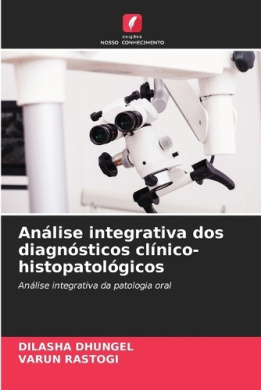 edições
NOSSO CONHECIMENTO
Análise integrativa dos
diagnósticos clínico-
histopatológicos
Análise integrativa da patologia oral
DILASHA DHUNGEL
VARUN RASTOGI